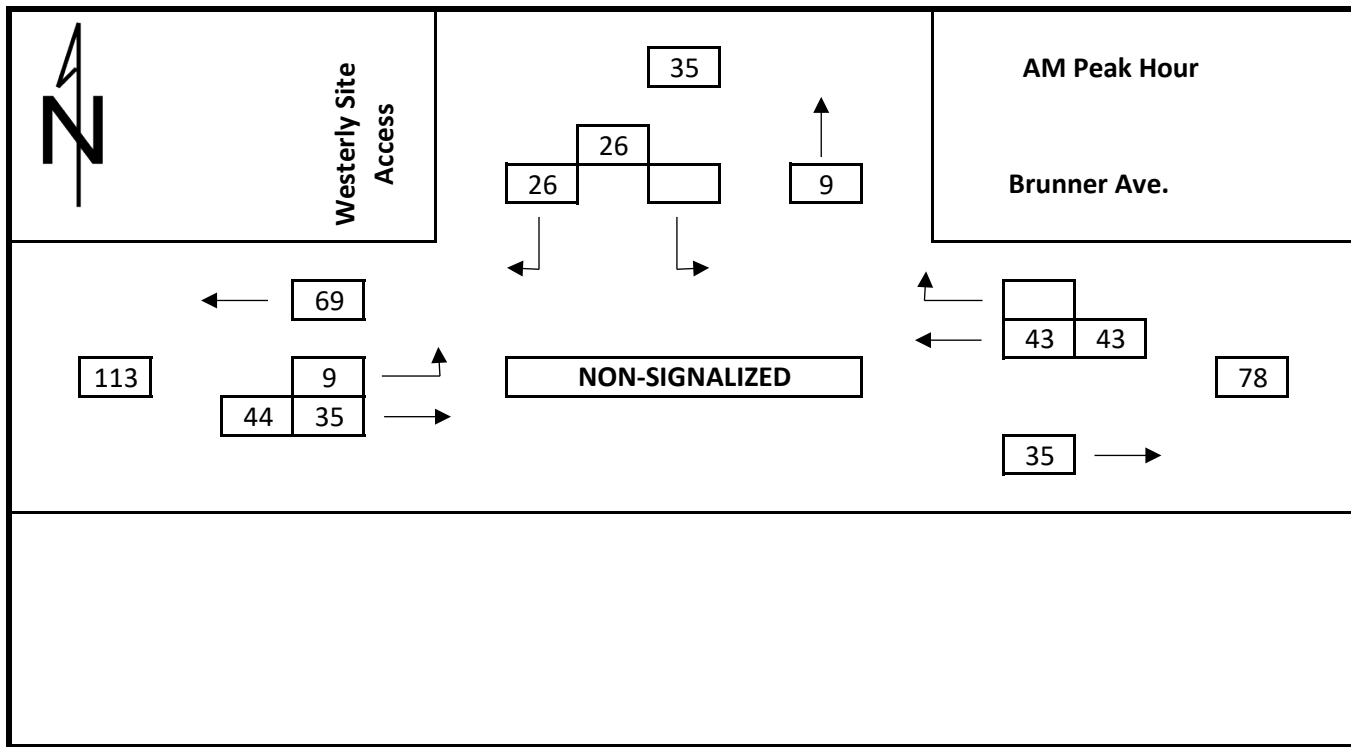 35
AM Peak Hour
Westerly Site
Access
26
26
9
Brunner Ave.
N
69
43
43
113
9
NON-SIGNALIZED
78
44
35
35